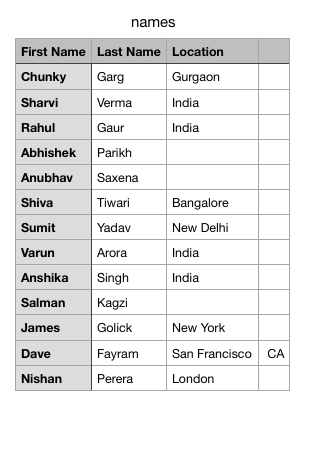 names
First Name Last Name Location
Chunky Garg Gurgaon
Sharvi Verma India
Rahul Gaur India
Abhishek Parikh
Anubhav Saxena
Shiva Tiwari Bangalore
Sumit Yadav New Delhi
Varun Arora India
Anshika Singh India
Salman Kagzi
James Golick New York
Dave Fayram San Francisco CA
Nishan Perera London